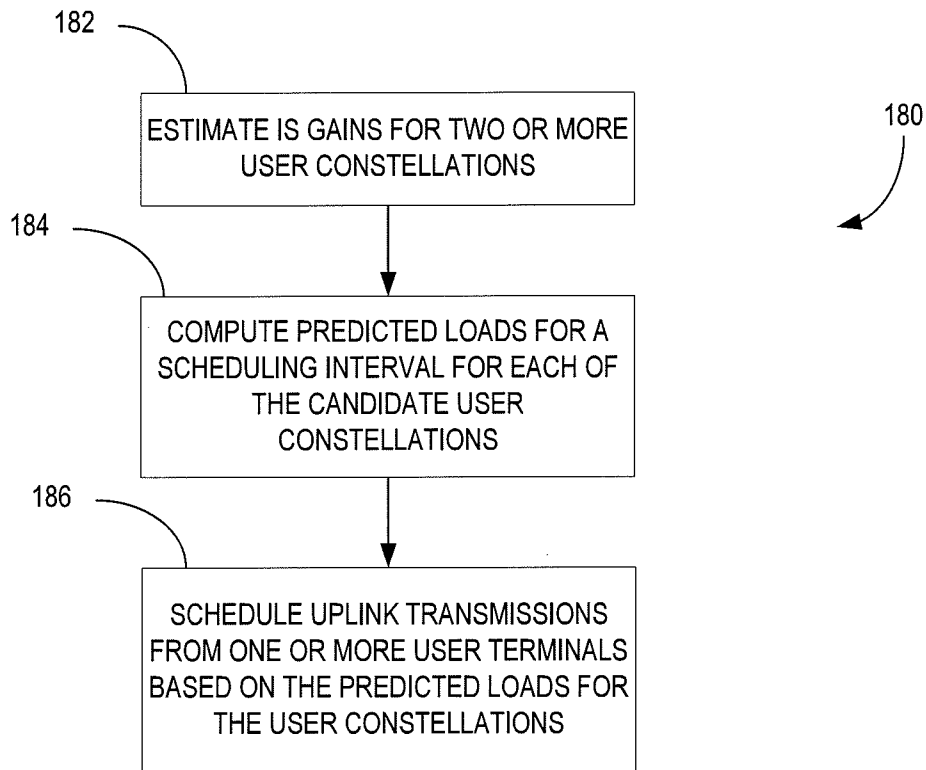 182
ESTIMATE IS GAINS FOR TWO OR MORE
USER CONSTELLATIONS
180
184
COMPUTE PREDICTED LOADS FOR A
SCHEDULING INTERVAL FOR EACH OF
THE CANDIDATE USER
CONSTELLATIONS
186
SCHEDULE UPLINK TRANSMISSIONS
FROM ONE OR MORE USER TERMINALS
BASED ON THE PREDICTED LOADS FOR
THE USER CONSTELLATIONS